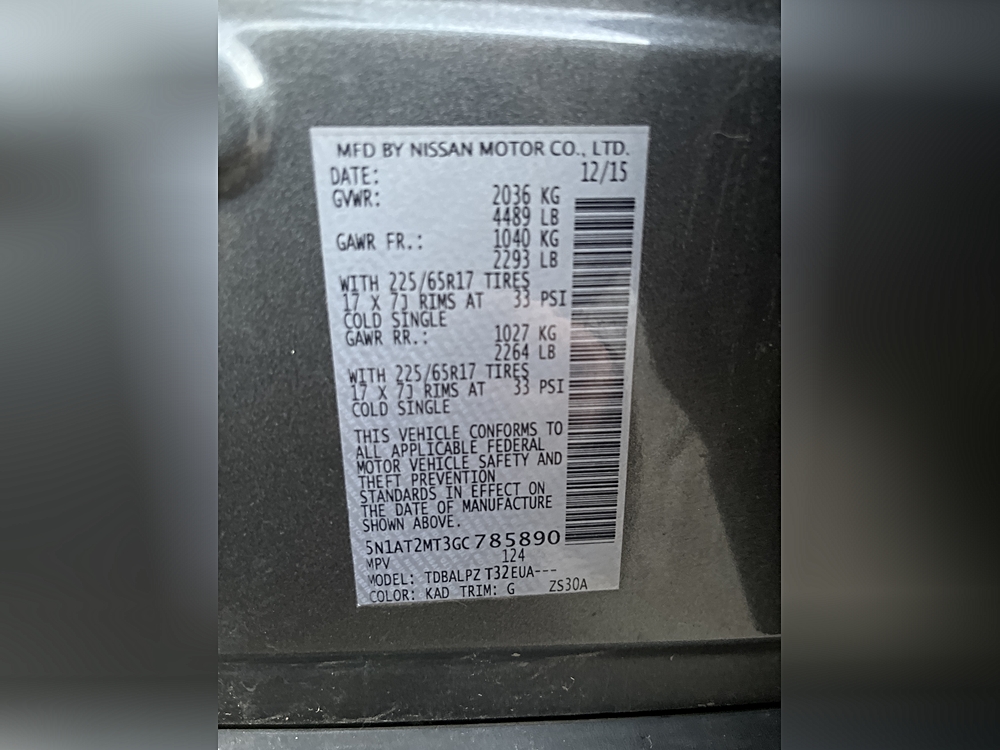 MFD BY NISSAN MOTOR CO., LTD.
DATE: 12/15
GVWR: 2036 KG
4489 LB
GAWR FR.: 1040 KG
2293 LB
WITH 225/65R17 TIRES
17 X 7J RIMS AT 33 PSI
COLD SINGLE
GAWR RR.: 1027 KG
2264 LB
WITH 225/65R17 TIRES
17 X 7J RIMS AT 33 PSI
COLD SINGLE
THIS VEHICLE CONFORMS TO
ALL APPLICABLE FEDERAL
MOTOR VEHICLE SAFETY AND
THEFT PREVENTION
STANDARDS IN EFFECT ON
THE DATE OF MANUFACTURE
SHOWN ABOVE.
5N1AT2MT3GC785890
MPV 124
MODEL: TDBALPZ T32EUA---
COLOR: KAD TRIM: G ZS30A